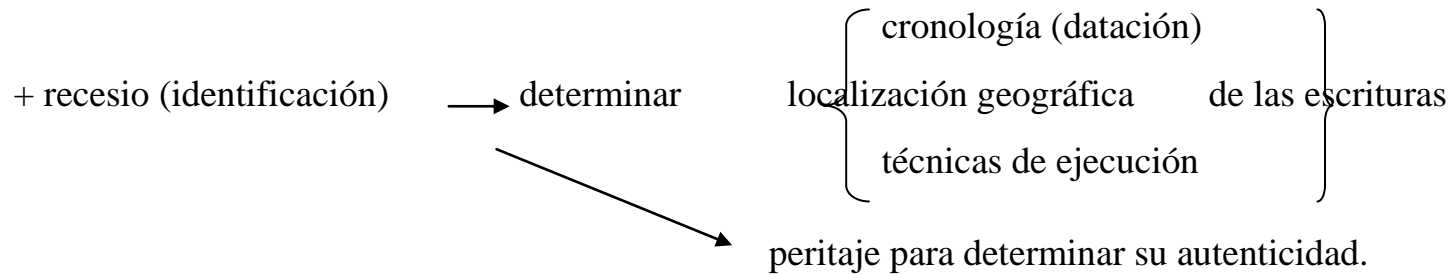 cronología (datación)
+ recesio (identificación) determinar localización geográfica de las escrituras
técnicas de ejecución
peritaje para determinar su autenticidad.